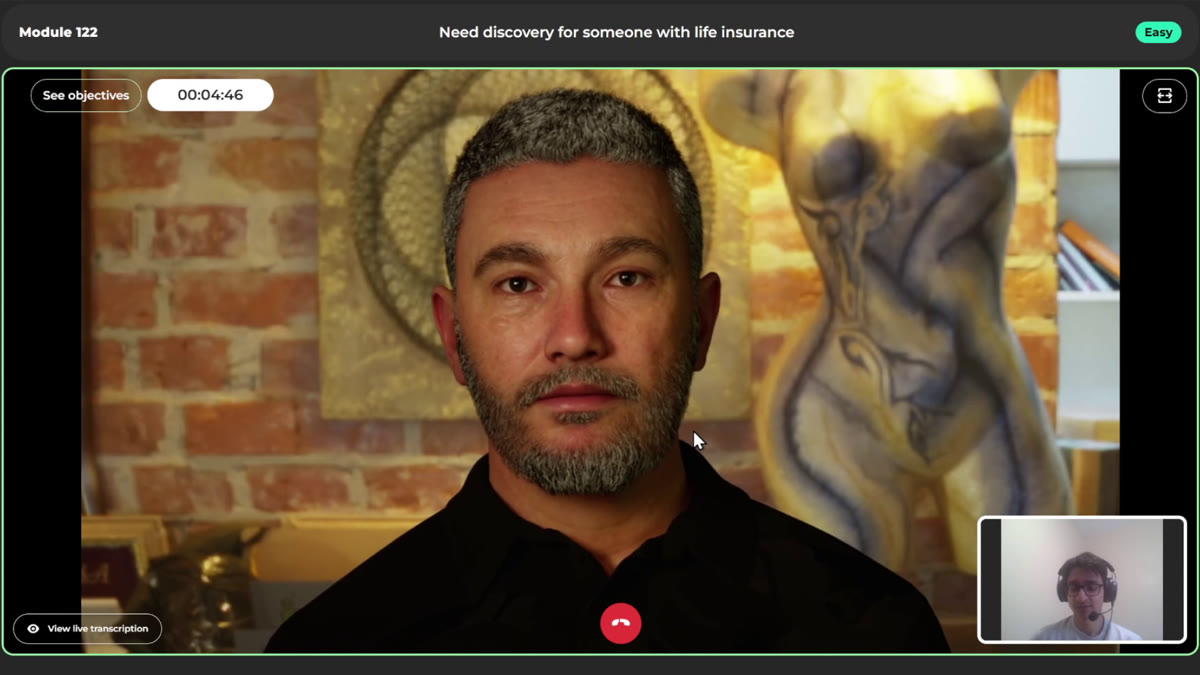 Module 122
Need discovery for someone with life insurance
Easy
See objectives
00:04:46
View live transcription